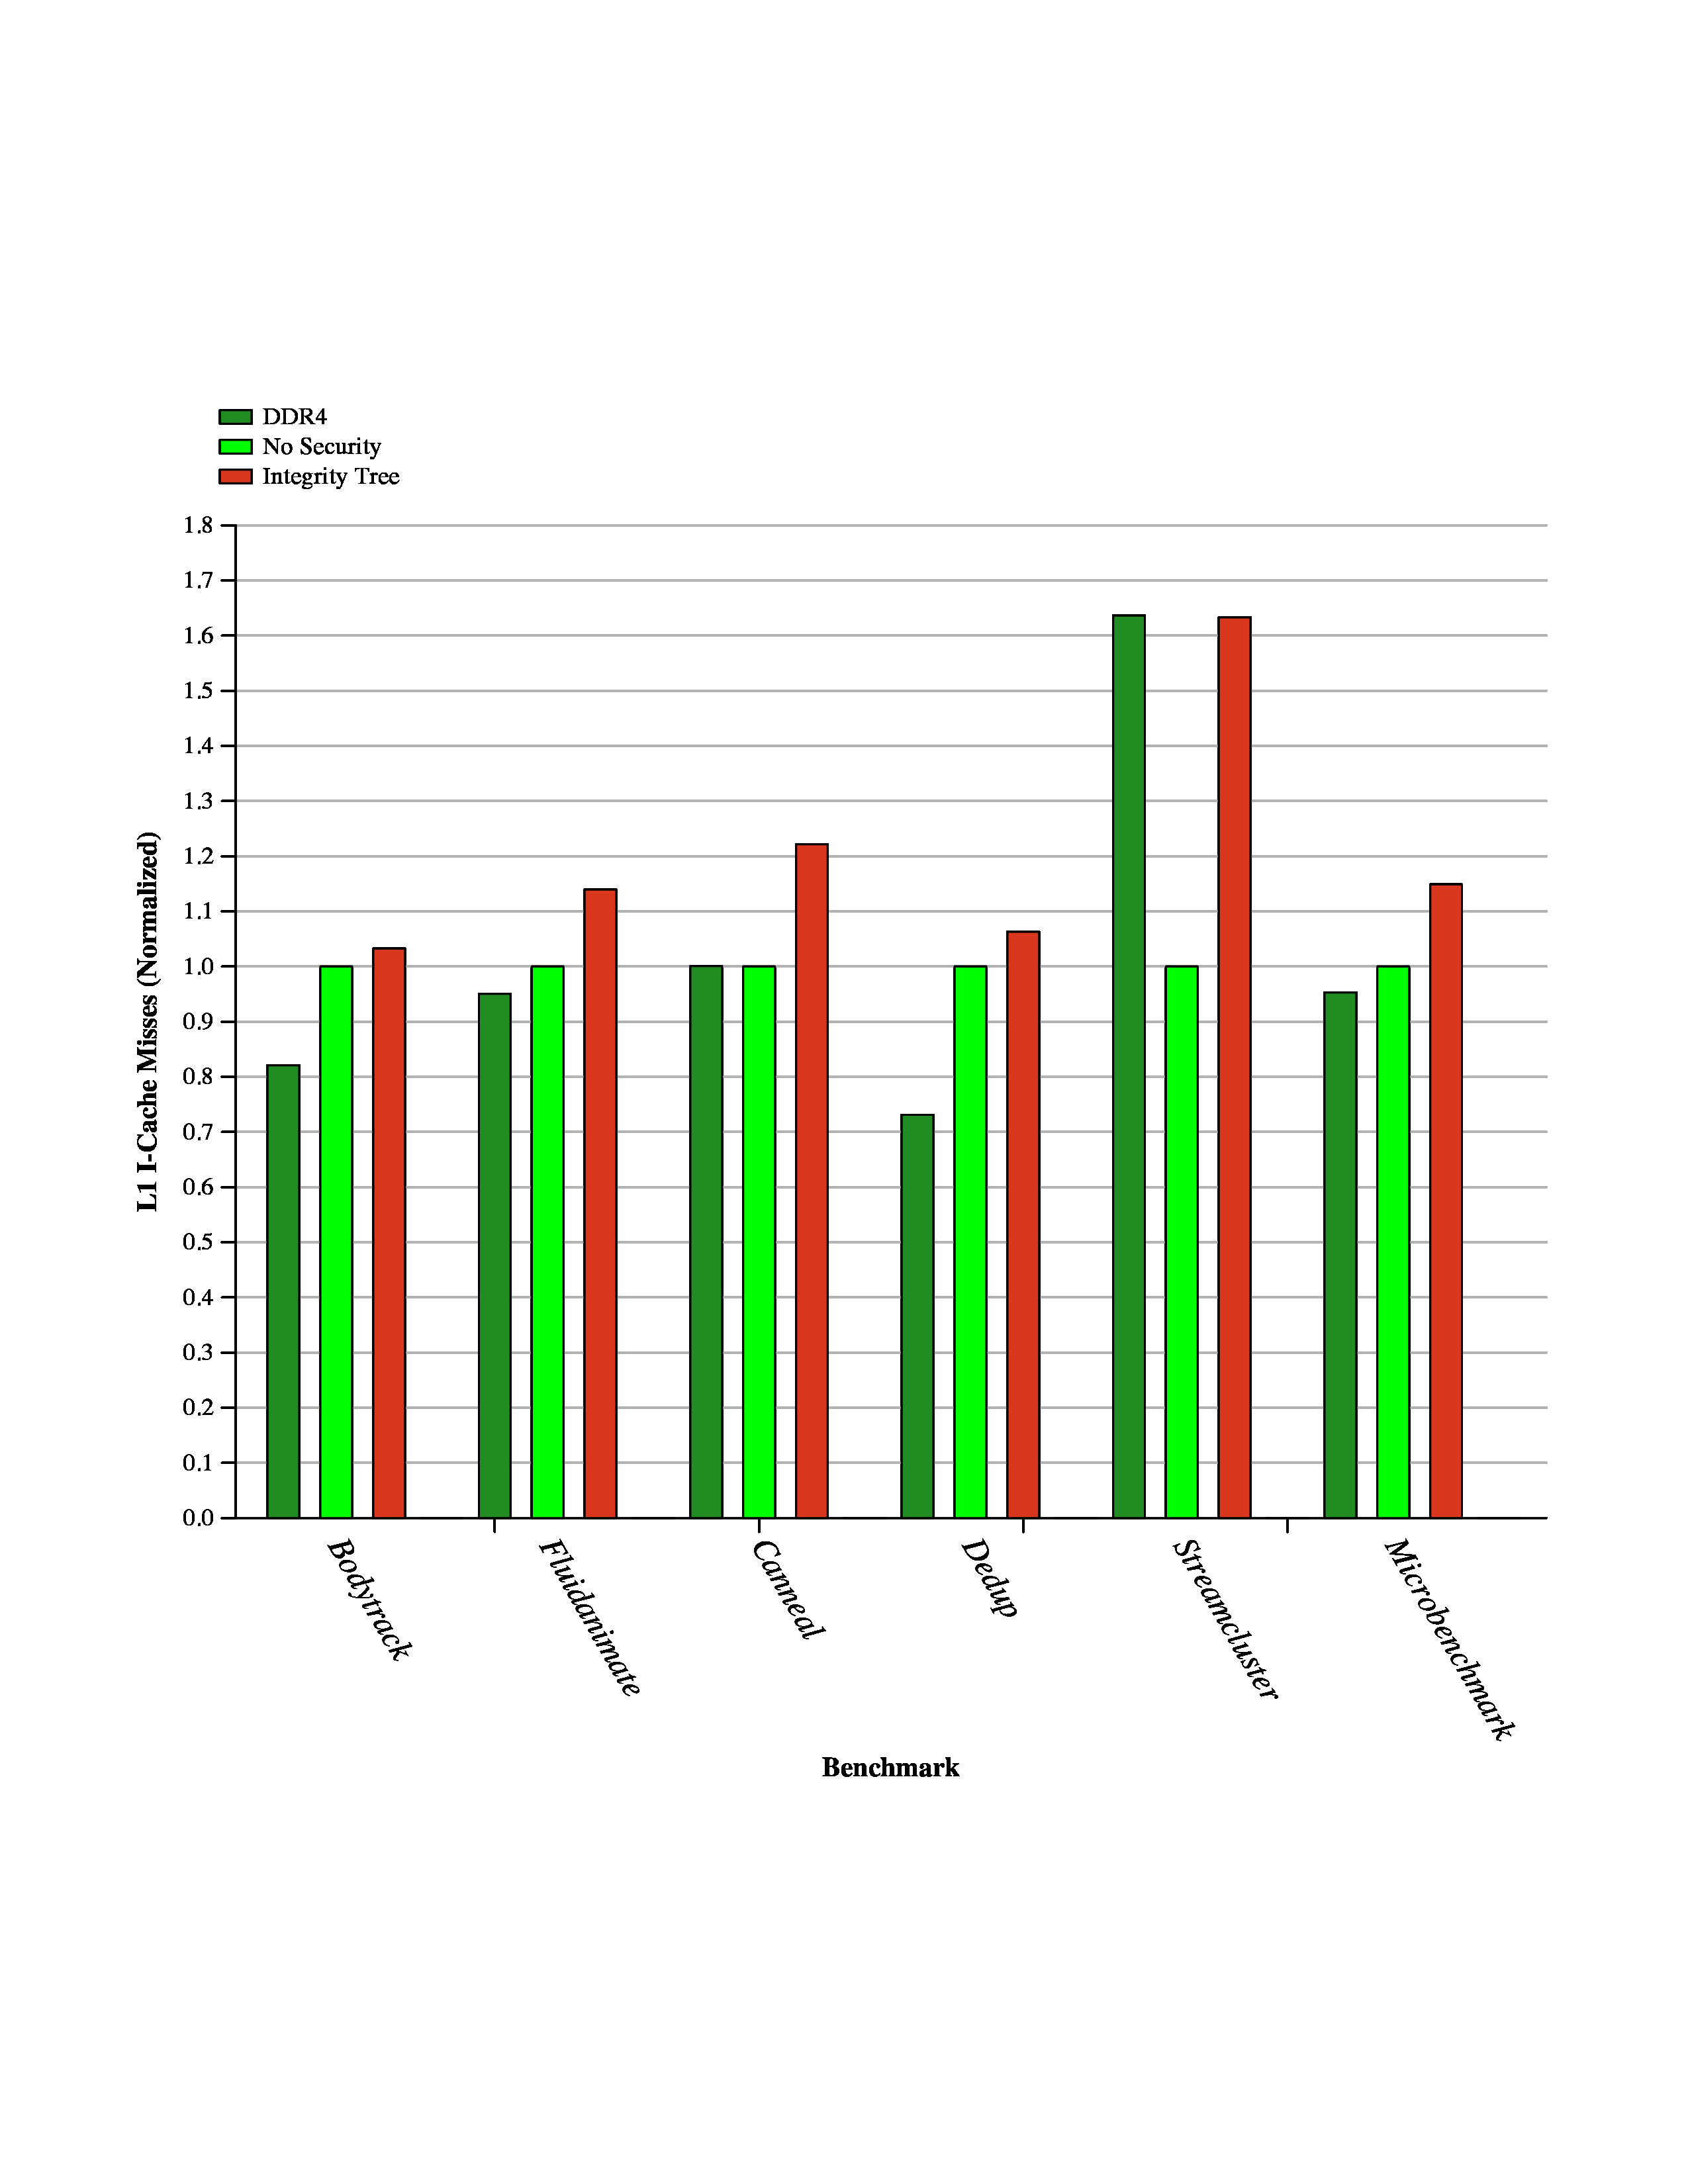 DDR4
No Security
Integrity Tree
1.8
1.7
1.6
1.5
1.4
1.3
1.2
1.1
1.0
0.9
0.8
0.7
0.6
0.5
0.4
0.3
0.2
0.1
0.0
L1 I-Cache Misses (Normalized)
Bodytrack
Fluidanimate
Canneal
Dedup
Streamcluster
Microbenchmark
Benchmark